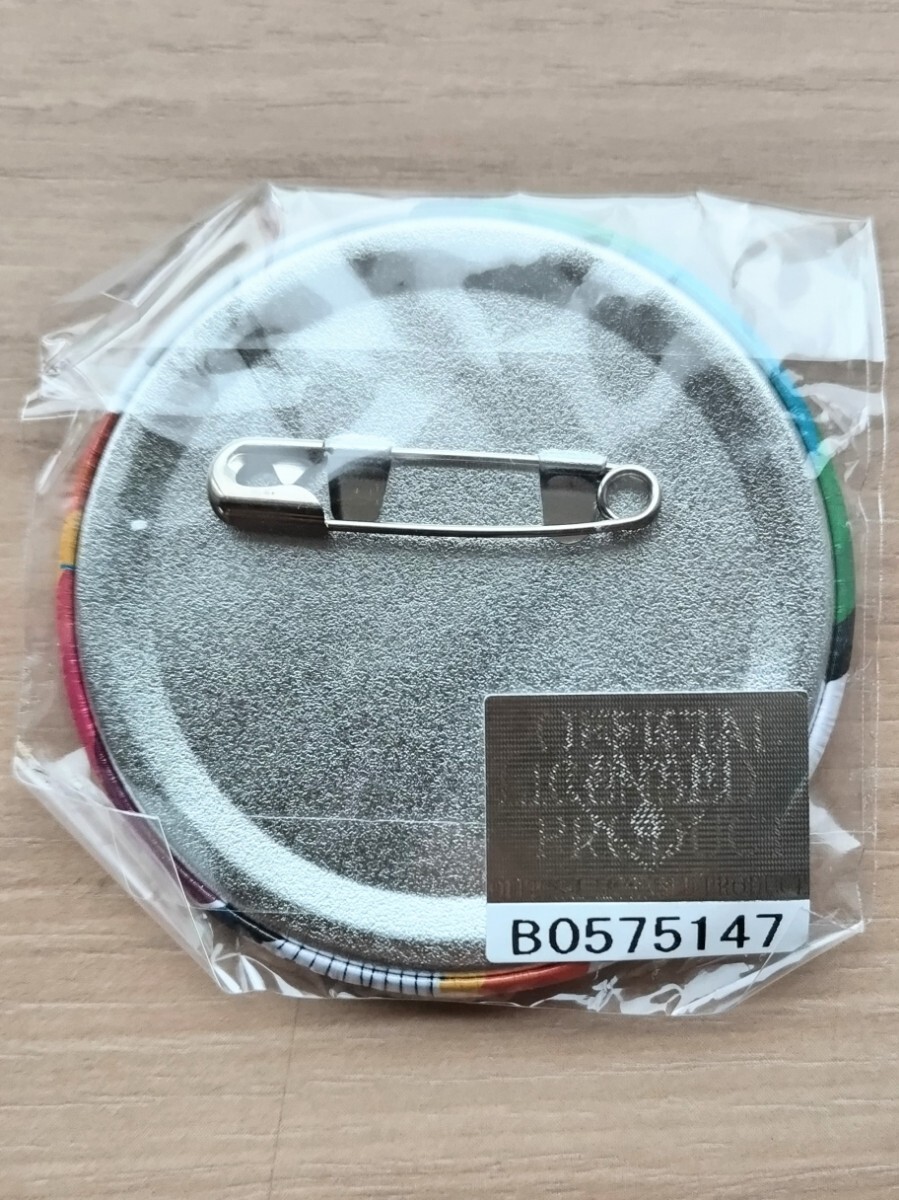 OFFICIAL
LICENSED
PRODUCT
B0575147